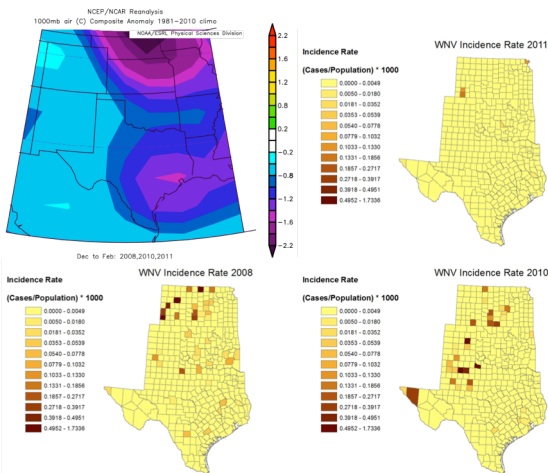 NCEP/NCAR Reanalysis
1000mb air (C) Composite Anomaly 1981-2010 climo
NOAA/ESRL Physical Sciences Division
2.2
1.6
1.2
0.8
0.2
-0.2
-0.8
-1.2
-1.6
-2.2
Dec to Feb: 2008,2010,2011
WNV Incidence Rate 2011
Incidence Rate
(Cases/Population) * 1000
0.0000 - 0.0049
0.0050 - 0.0180
0.0181 - 0.0352
0.0353 - 0.0539
0.0540 - 0.0778
0.0779 - 0.1032
0.1033 - 0.1330
0.1331 - 0.1856
0.1857 - 0.2717
0.2718 - 0.3917
0.3918 - 0.4951
0.4952 - 1.7336
WNV Incidence Rate 2008
Incidence Rate
(Cases/Population) * 1000
0.0000 - 0.0049
0.0050 - 0.0180
0.0181 - 0.0352
0.0353 - 0.0539
0.0540 - 0.0778
0.0779 - 0.1032
0.1033 - 0.1330
0.1331 - 0.1856
0.1857 - 0.2717
0.2718 - 0.3917
0.3918 - 0.4951
0.4952 - 1.7336
WNV Incidence Rate 2010
Incidence Rate
(Cases/Population) * 1000
0.0000 - 0.0049
0.0050 - 0.0180
0.0181 - 0.0352
0.0353 - 0.0539
0.0540 - 0.0778
0.0779 - 0.1032
0.1033 - 0.1330
0.1331 - 0.1856
0.1857 - 0.2717
0.2718 - 0.3917
0.3918 - 0.4951
0.4952 - 1.7336